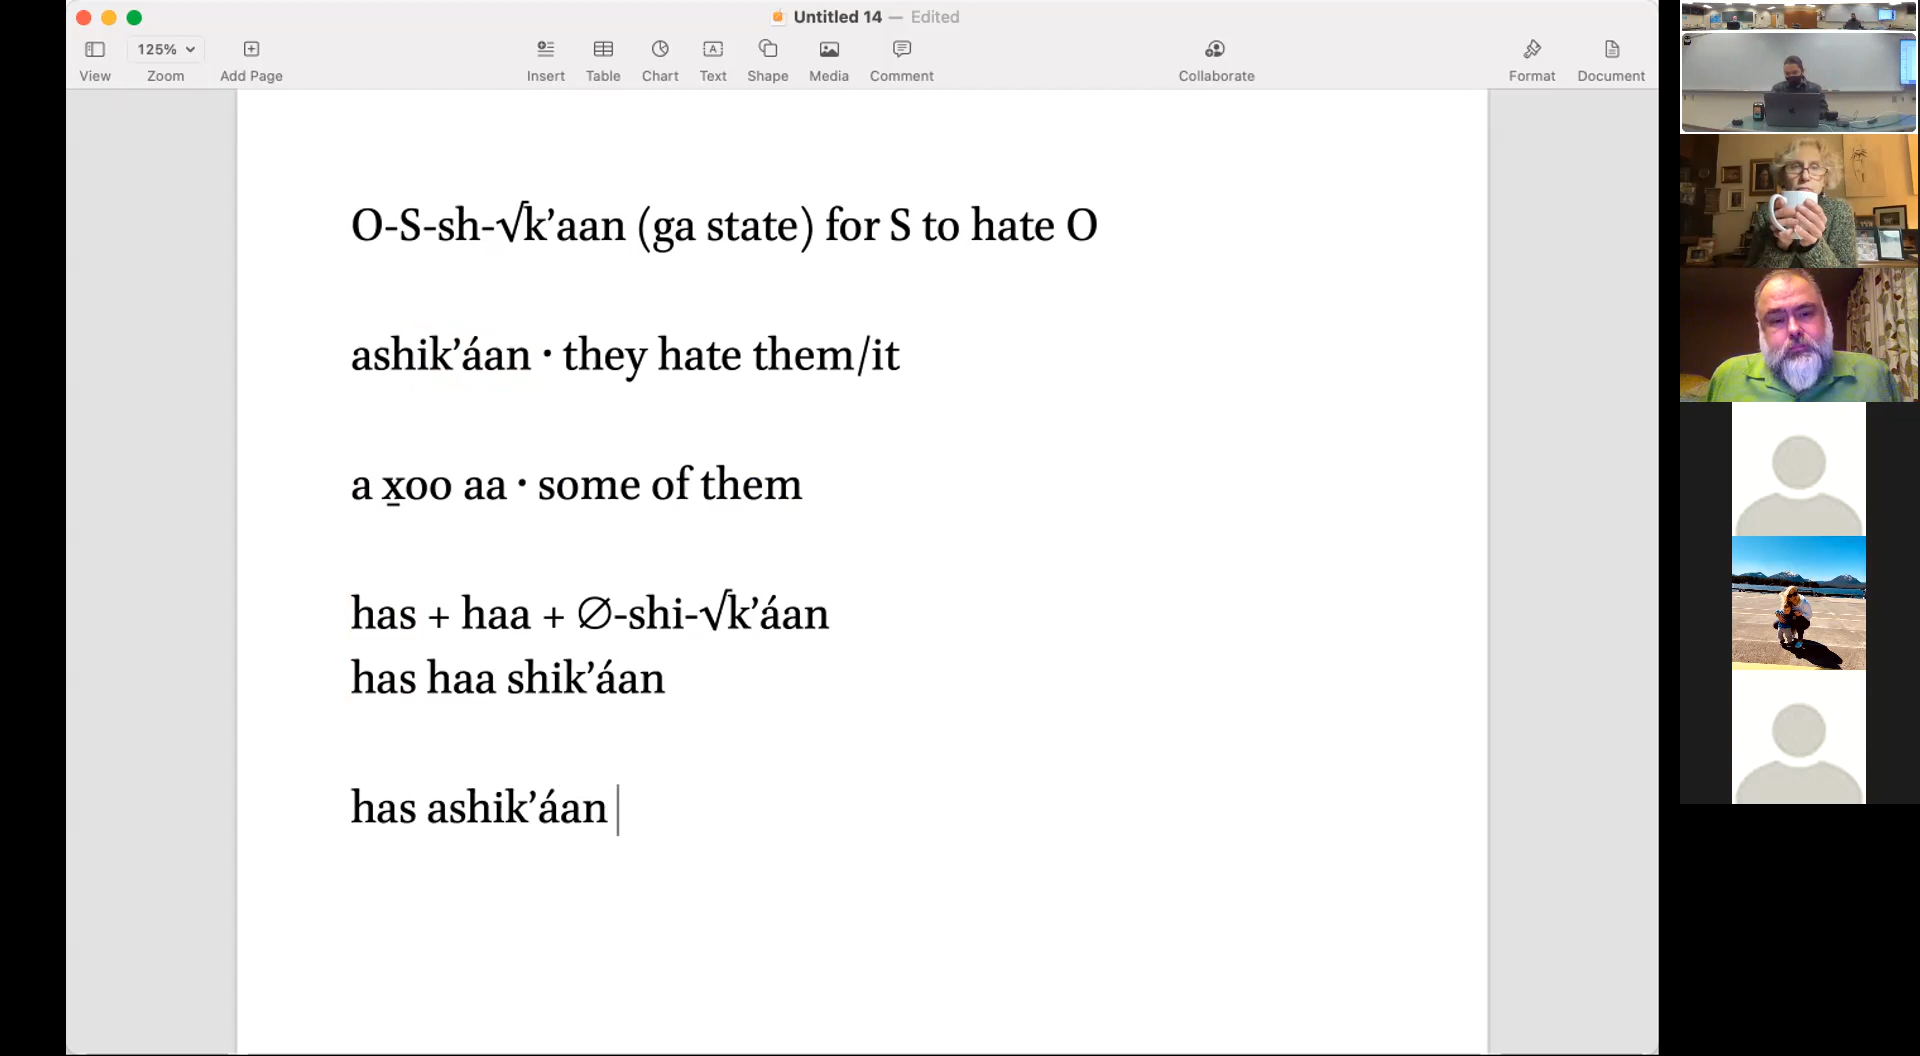 Untitled 14 — Edited
125%
View Zoom Add Page Insert Table Chart Text Shape Media Comment Collaborate Format Document
O-S-sh-√k’aan (ga state) for S to hate O
ashik’áan · they hate them/it
a x̱oo aa · some of them
has + haa + ∅-shi-√k’áan
has haa shik’áan
has ashik’áan